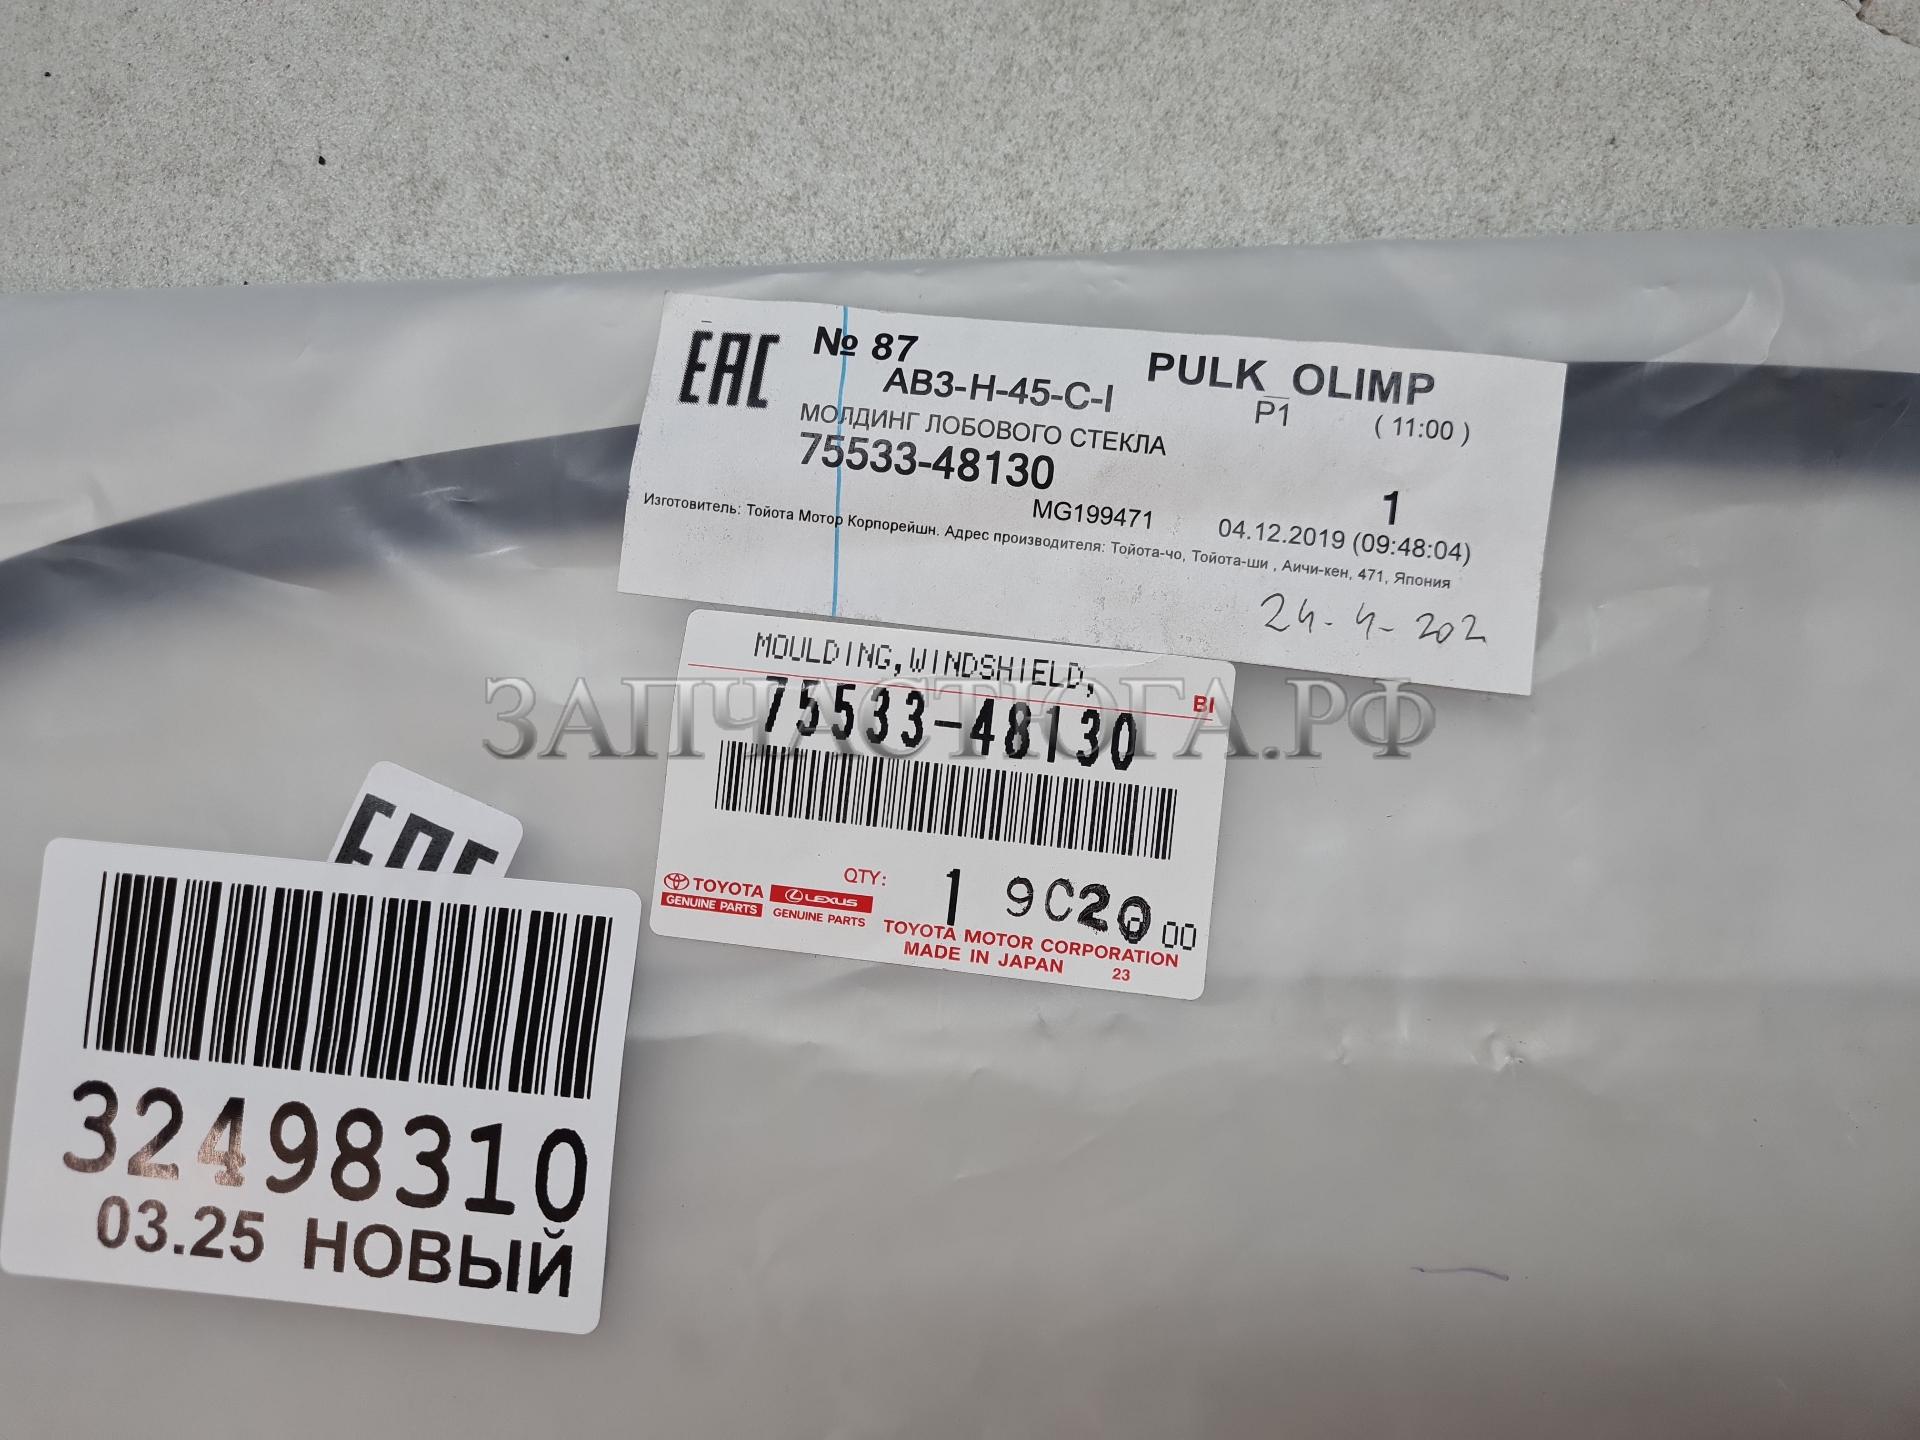 EAC
№ 87
PULK_OLIMP
AB3-H-45-C-I
P1
( 11:00 )
МОЛДИНГ ЛОБОВОГО СТЕКЛА
75533-48130
1
MG199471
04.12.2019 (09:48:04)
Изготовитель: Тойота Мотор Корпорейшн. Адрес производителя: Тойота-чо, Тойота-ши , Аичи-кен, 471, Япония
24-4-202
MOULDING,WINDSHIELD,
BI
75533-48130
ЗАПЧАСТЮГА.РФ
QTY:
1
9C20
00
TOYOTA
GENUINE PARTS
LEXUS
GENUINE PARTS
TOYOTA MOTOR CORPORATION
MADE IN JAPAN
23
EAC
32498310
03.25 НОВЫЙ